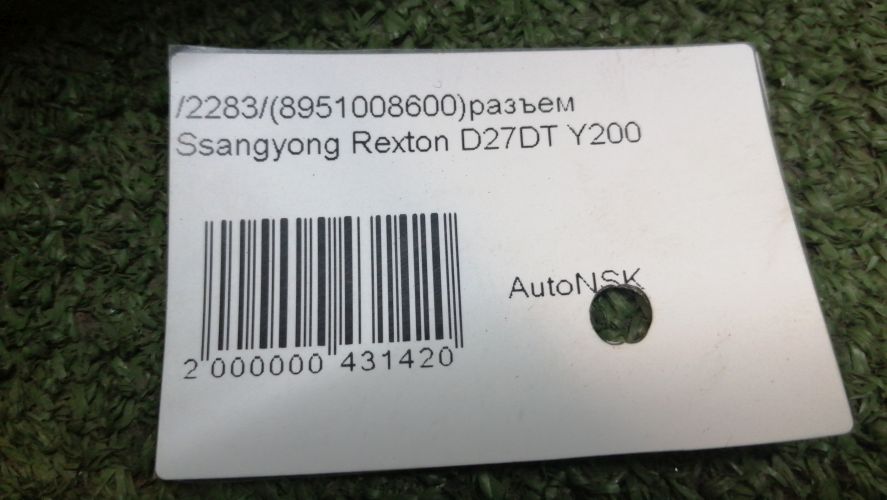 /2283/(8951008600)разъем
Ssangyong Rexton D27DT Y200
AutoNSK
2 000000 431420